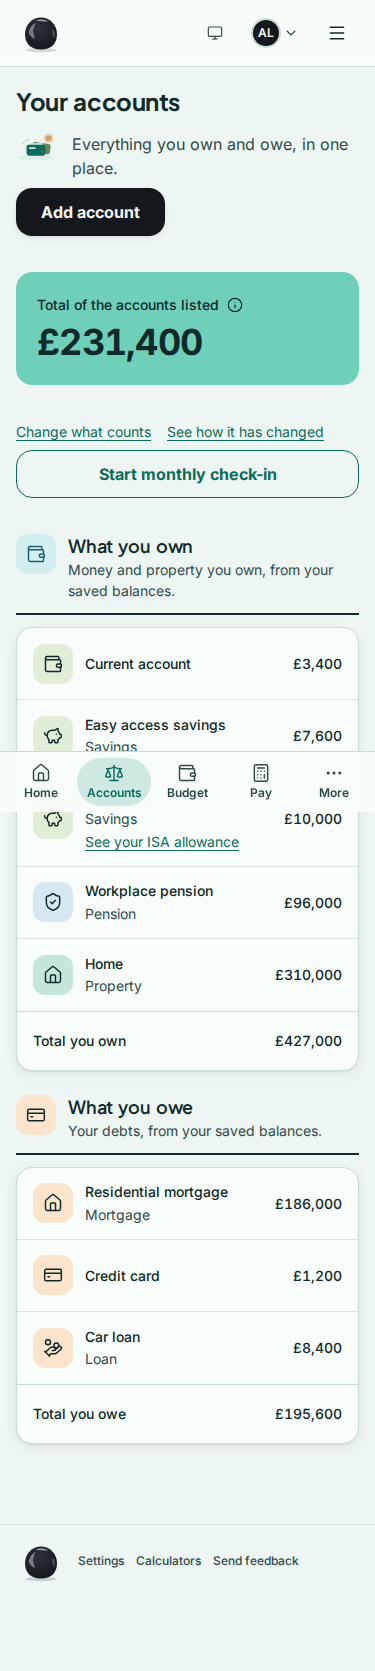 AL
Your accounts
Everything you own and owe, in one
place.
Add account
Total of the accounts listed
£231,400
Change what counts See how it has changed
Start monthly check-in
What you own
Money and property you own, from your
saved balances.
Current account £3,400
Easy access savings £7,600
Savings
Home Accounts Budget Pay More
Savings £10,000
See your ISA allowance
Workplace pension £96,000
Pension
Home £310,000
Property
Total you own £427,000
What you owe
Your debts, from your saved balances.
Residential mortgage £186,000
Mortgage
Credit card £1,200
Car loan £8,400
Loan
Total you owe £195,600
Settings Calculators Send feedback